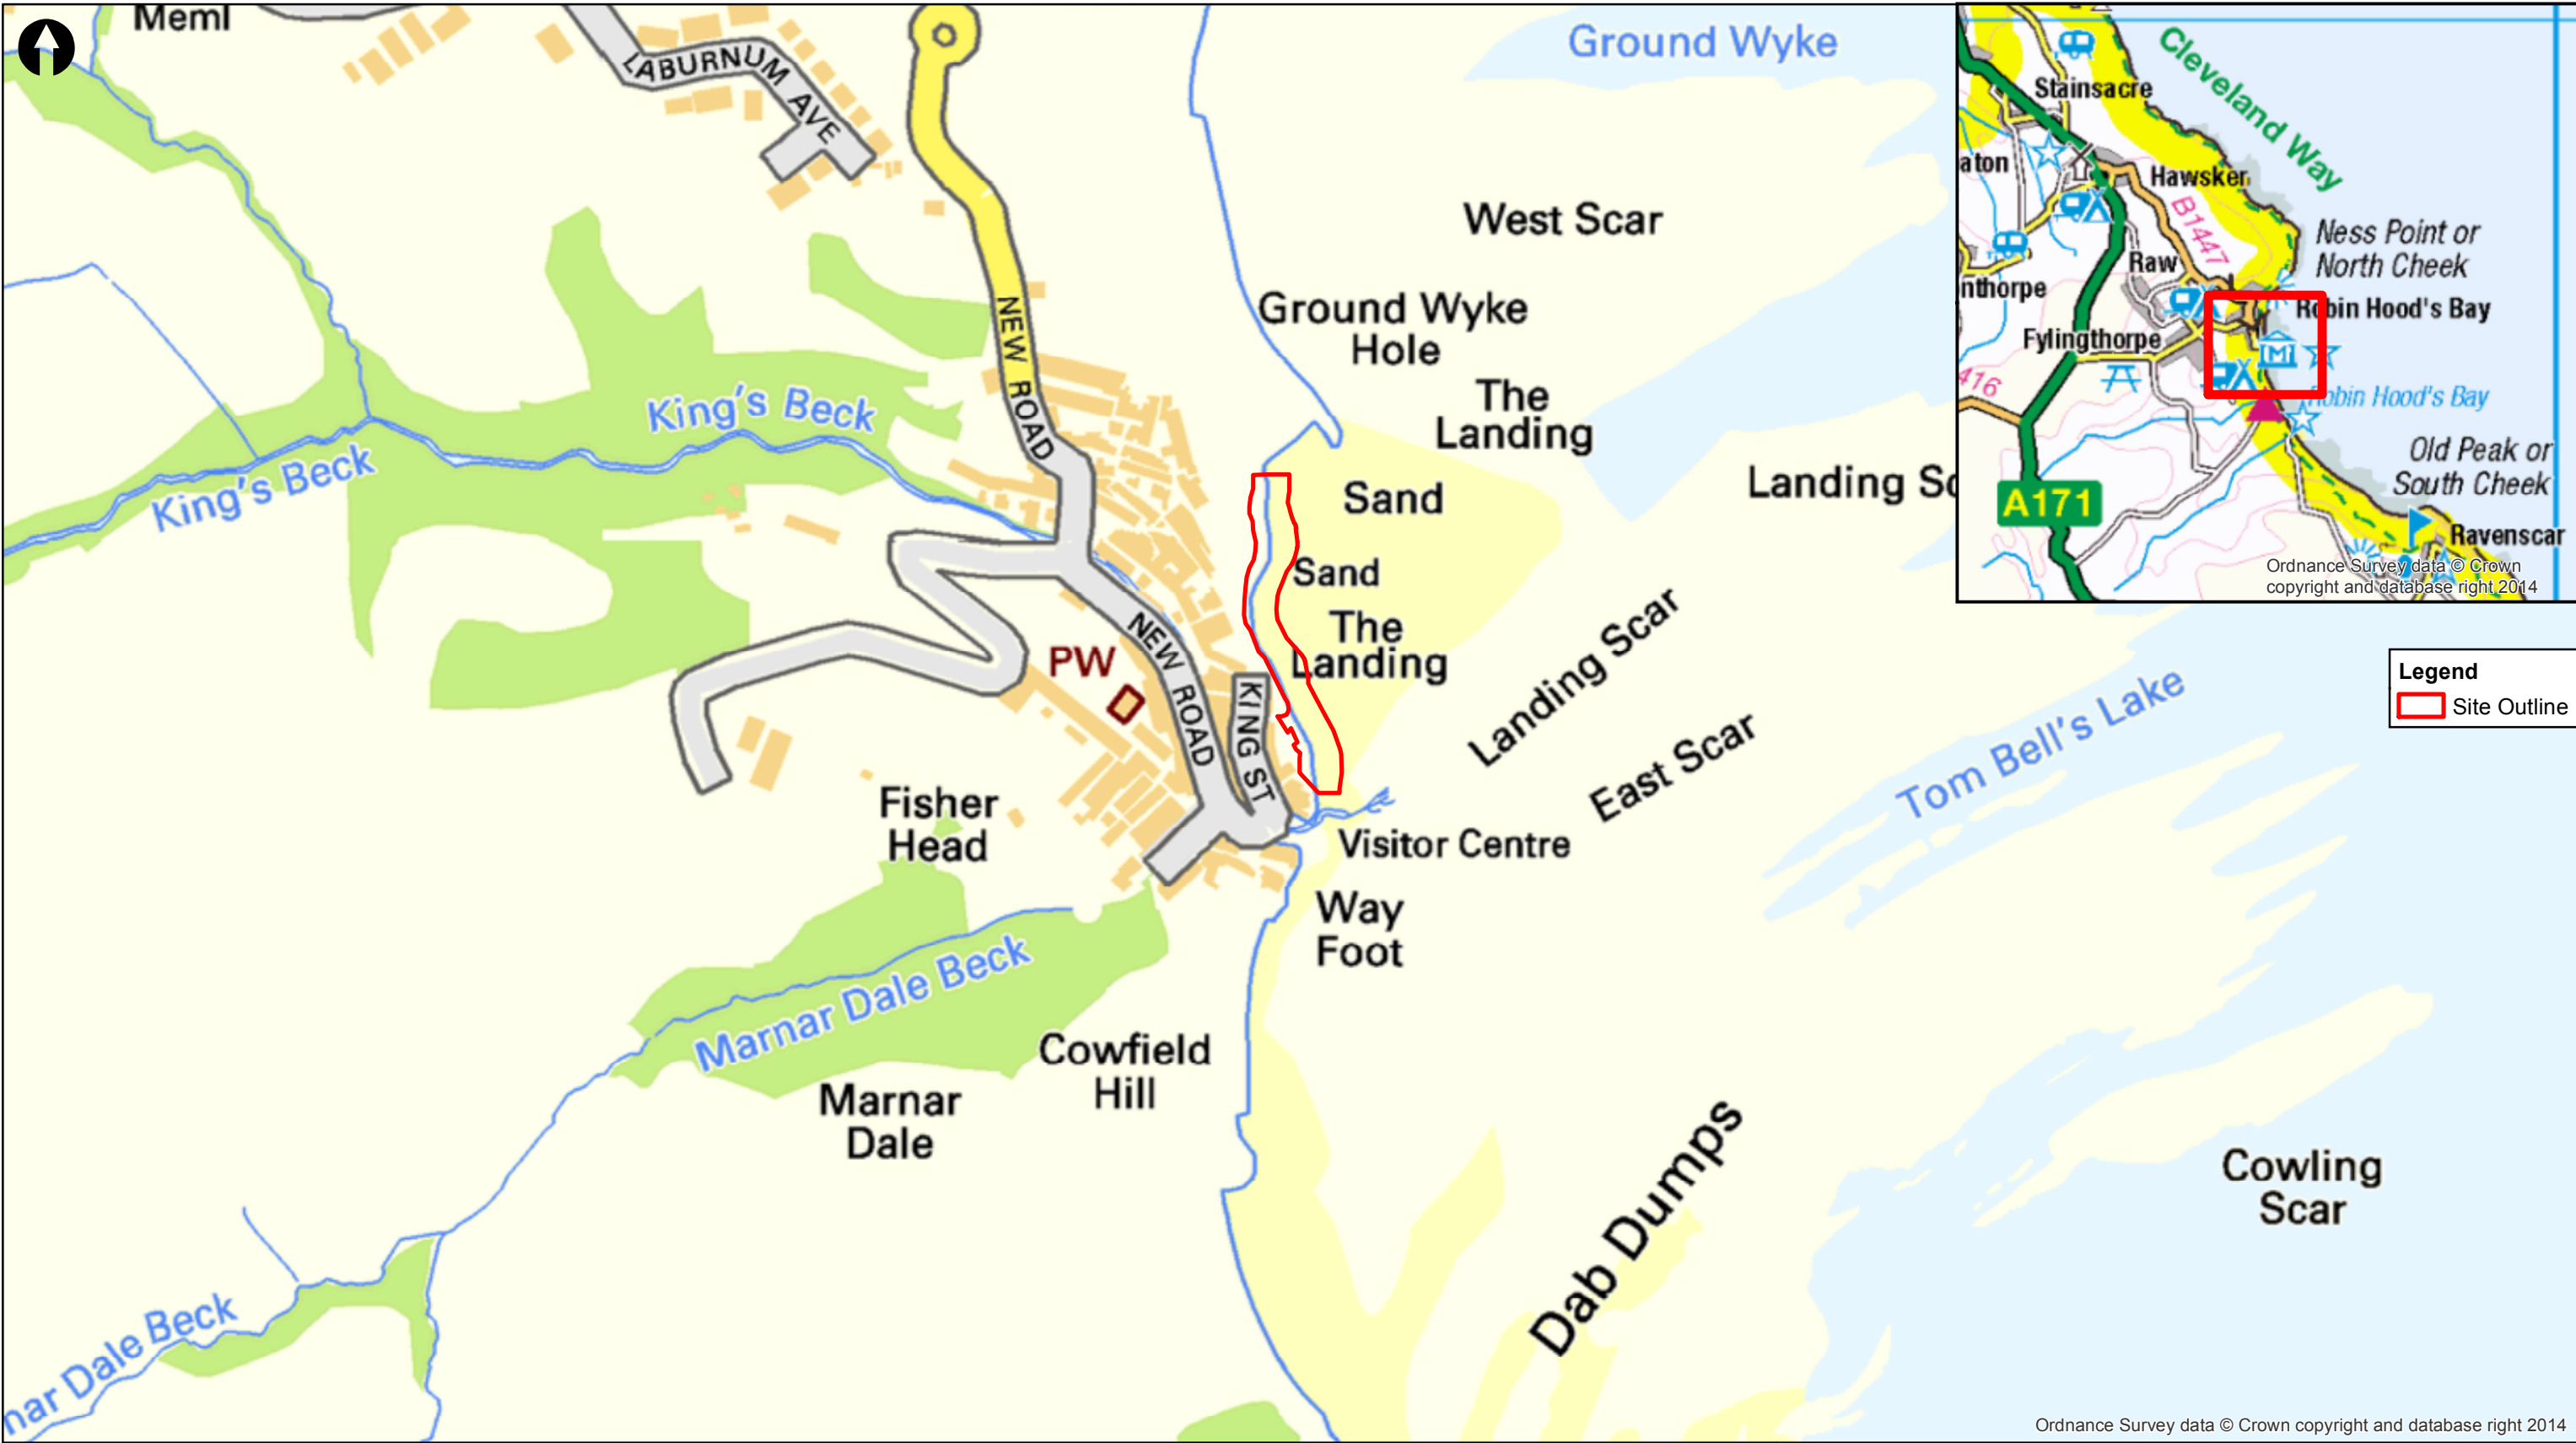 Meml
LABURNUM AVE
Ground Wyke
West Scar
Ground Wyke
Hole
The
Landing
NEW ROAD
King's Beck
King's Beck
Sand
Landing Sc
Sand
The
Landing
Landing Scar
NEW ROAD
PW
KING ST
East Scar
Tom Bell's Lake
Fisher
Head
Visitor Centre
Way
Foot
Marnar Dale Beck
Cowfield
Hill
Marnar
Dale
Dab Dumps
Cowling
Scar
nar Dale Beck
Cleveland Way
Stainsacre
aton
Hawsker
B1447
Ness Point or
North Cheek
Raw
nthorpe
Robin Hood's Bay
Fylingthorpe
416
Robin Hood's Bay
Old Peak or
South Cheek
A171
Ravenscar
Ordnance Survey data © Crown
copyright and database right 2014
Legend
Site Outline
Ordnance Survey data © Crown copyright and database right 2014